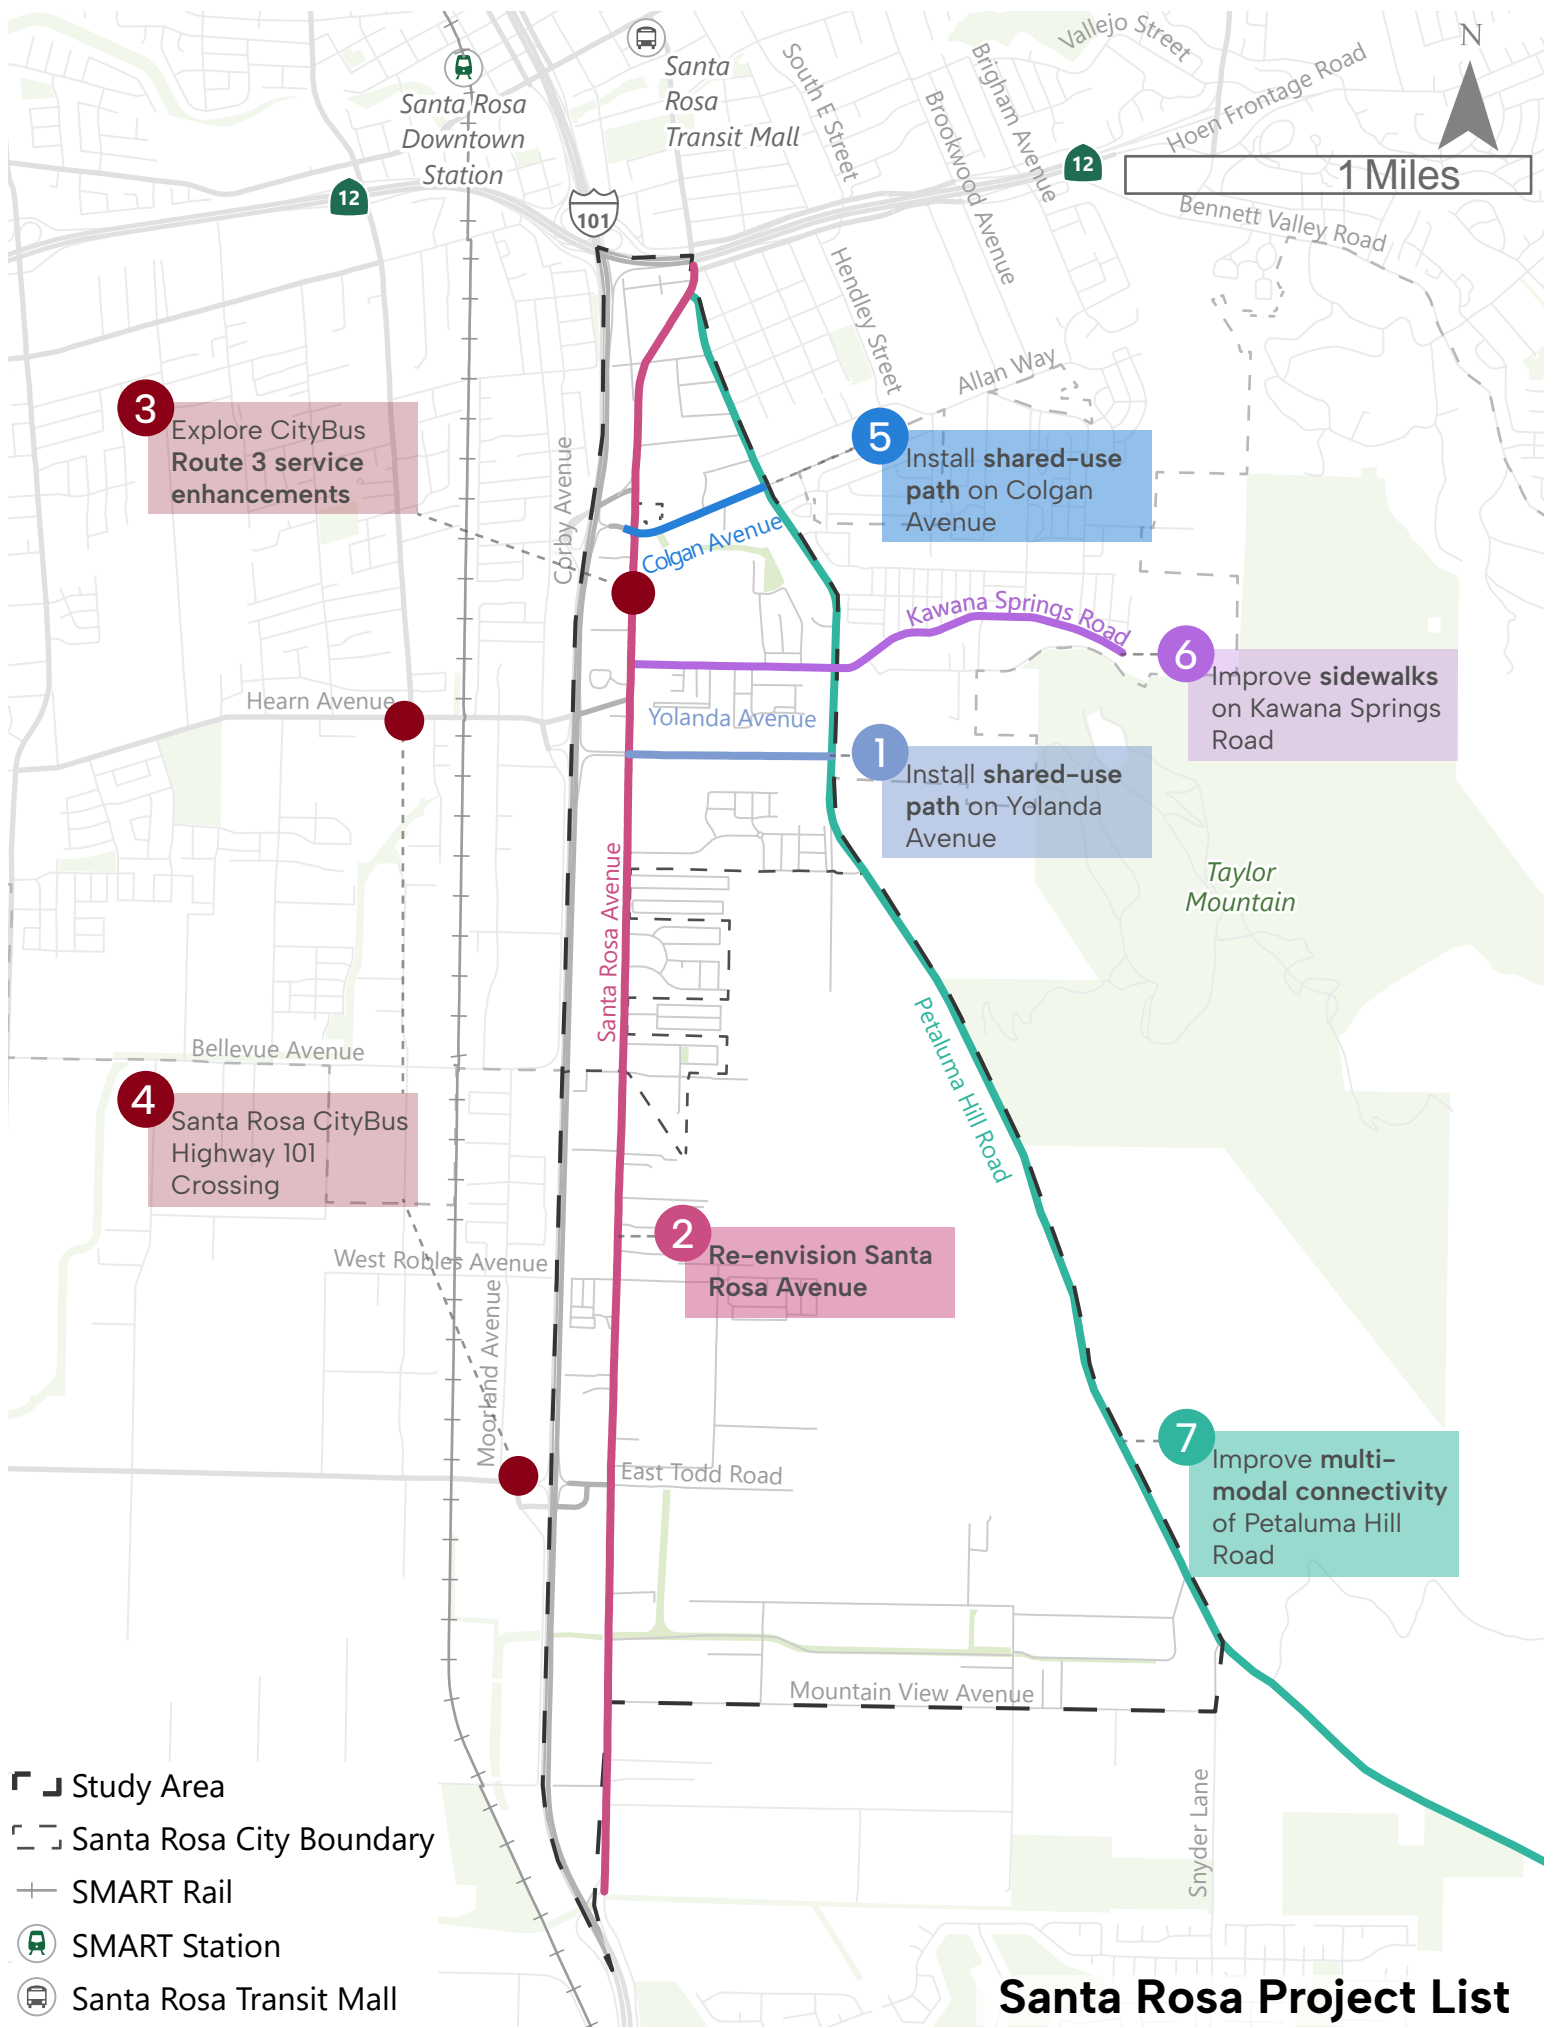 Vallejo Street
N
Santa
Rosa
Transit Mall
South E Street
Brigham Avenue
Hoen Frontage Road
Santa Rosa
Downtown
Station
Brookwood Avenue
12
1 Miles
12
101
Bennett Valley Road
Hendley Street
Allan Way
3
Explore CityBus
Route 3 service
enhancements
Corby Avenue
5
Install shared-use
path on Colgan
Avenue
Colgan Avenue
Kawana Springs Road
6
Improve sidewalks
on Kawana Springs
Road
Hearn Avenue
Yolanda Avenue
1
Install shared-use
path on Yolanda
Avenue
Santa Rosa Avenue
Taylor
Mountain
Petaluma Hill Road
Bellevue Avenue
4
Santa Rosa CityBus
Highway 101
Crossing
2
Re-envision Santa
Rosa Avenue
West Robles Avenue
Moorland Avenue
7
Improve multi-
modal connectivity
of Petaluma Hill
Road
East Todd Road
Mountain View Avenue
Snyder Lane
Study Area
Santa Rosa City Boundary
SMART Rail
SMART Station
Santa Rosa Transit Mall
Santa Rosa Project List